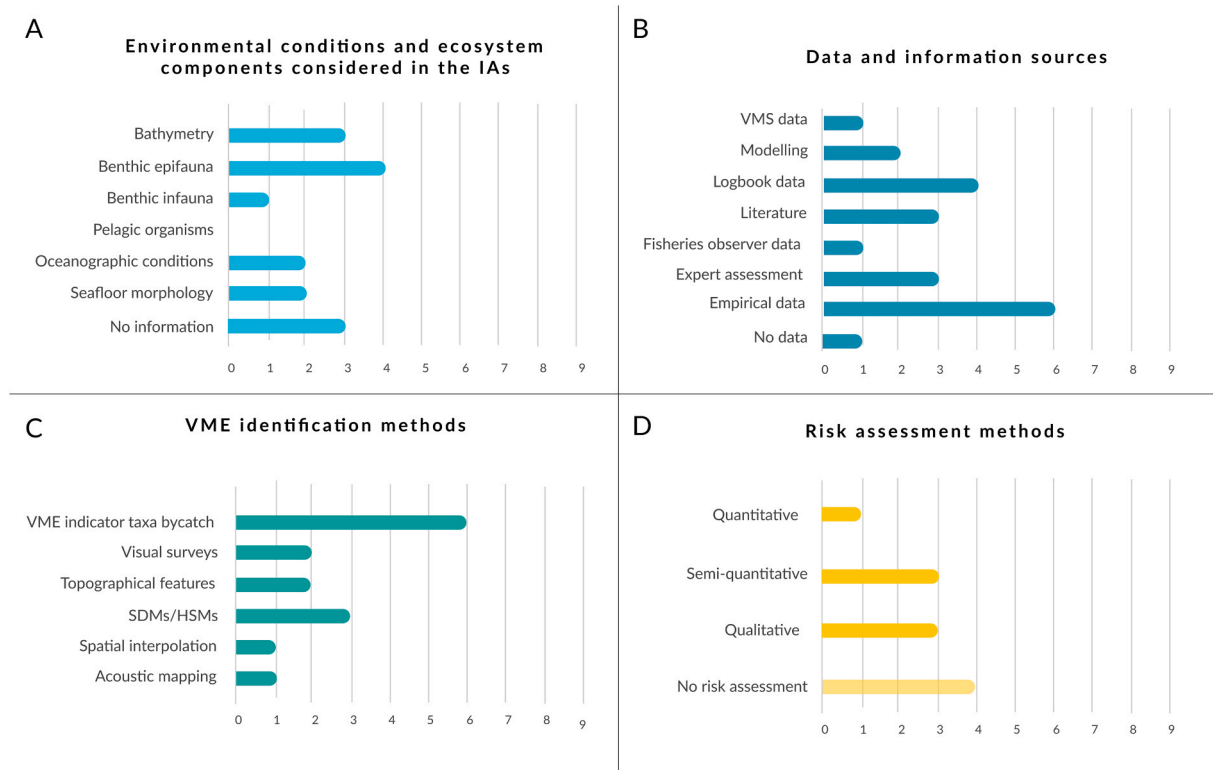 A
Environmental conditions and ecosystem
components considered in the IAs
Bathymetry
Benthic epifauna
Benthic infauna
Pelagic organisms
Oceanographic conditions
Seafloor morphology
No information
0 1 2 3 4 5 6 7 8 9
B
Data and information sources
VMS data
Modelling
Logbook data
Literature
Fisheries observer data
Expert assessment
Empirical data
No data
0 1 2 3 4 5 6 7 8 9
C
VME identification methods
VME indicator taxa bycatch
Visual surveys
Topographical features
SDMs/HSMs
Spatial interpolation
Acoustic mapping
0 1 2 3 4 5 6 7 8 9
D
Risk assessment methods
Quantitative
Semi-quantitative
Qualitative
No risk assessment
0 1 2 3 4 5 6 7 8 9